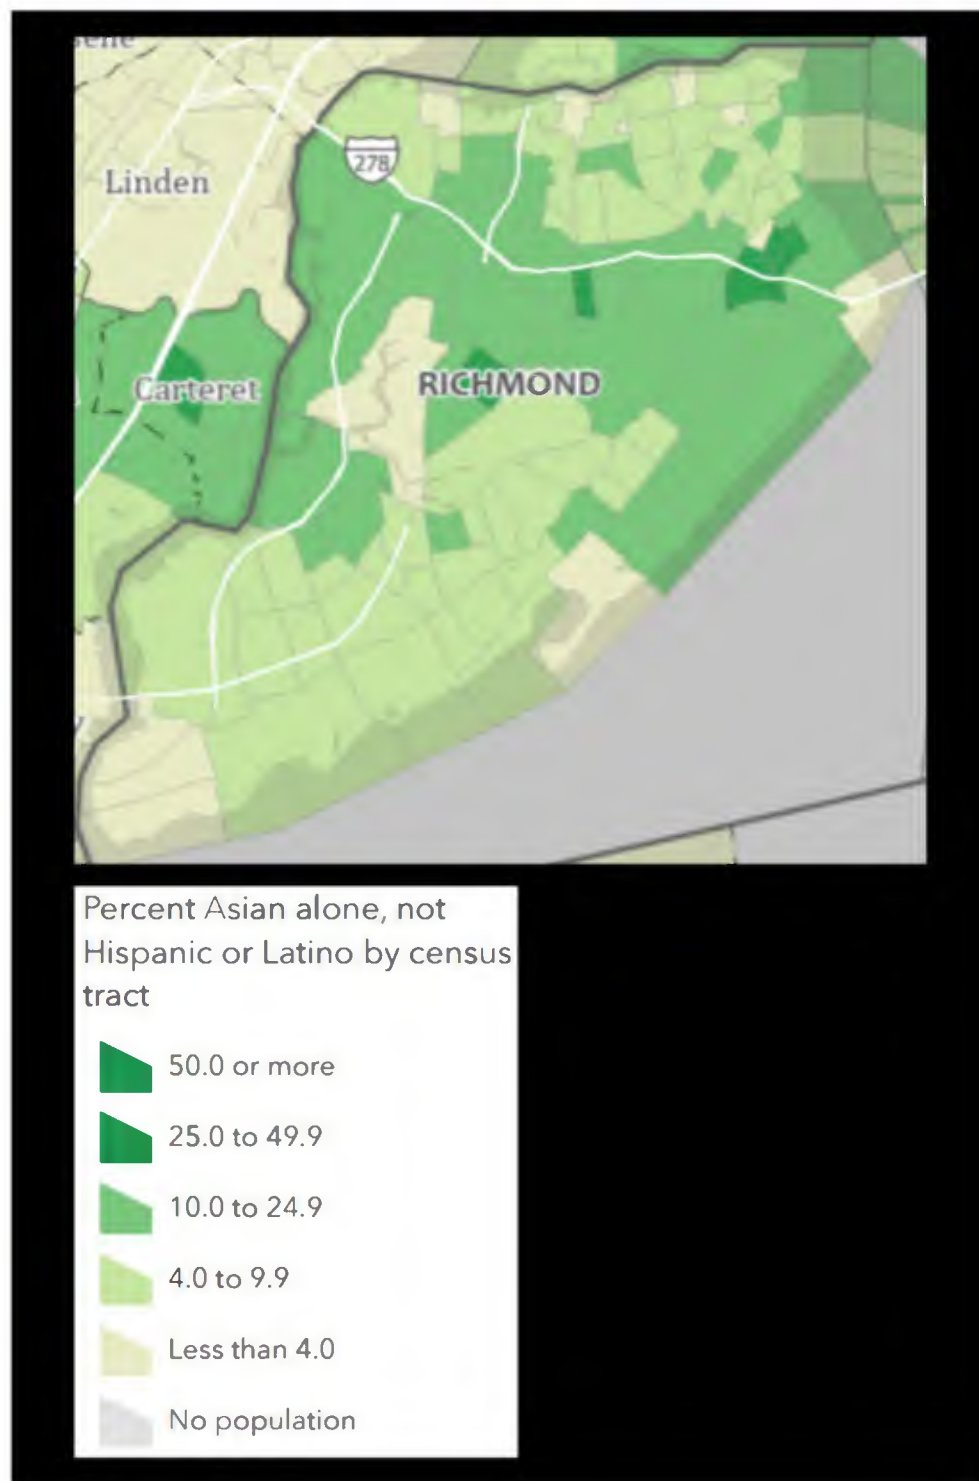 Linden
278
Carteret
RICHMOND
Percent Asian alone, not
Hispanic or Latino by census
tract
50.0 or more
25.0 to 49.9
10.0 to 24.9
4.0 to 9.9
Less than 4.0
No population